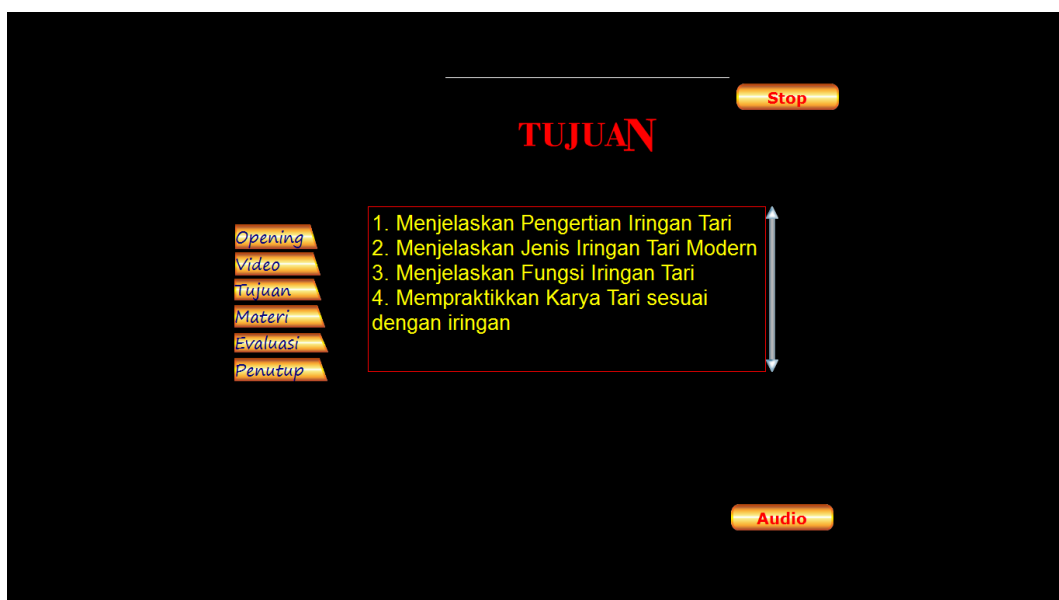 Stop
TUJUAN
Opening
Video
Tujuan
Materi
Evaluasi
Penutup
1. Menjelaskan Pengertian Iringan Tari
2. Menjelaskan Jenis Iringan Tari Modern
3. Menjelaskan Fungsi Iringan Tari
4. Mempraktikkan Karya Tari sesuai
dengan iringan
Audio